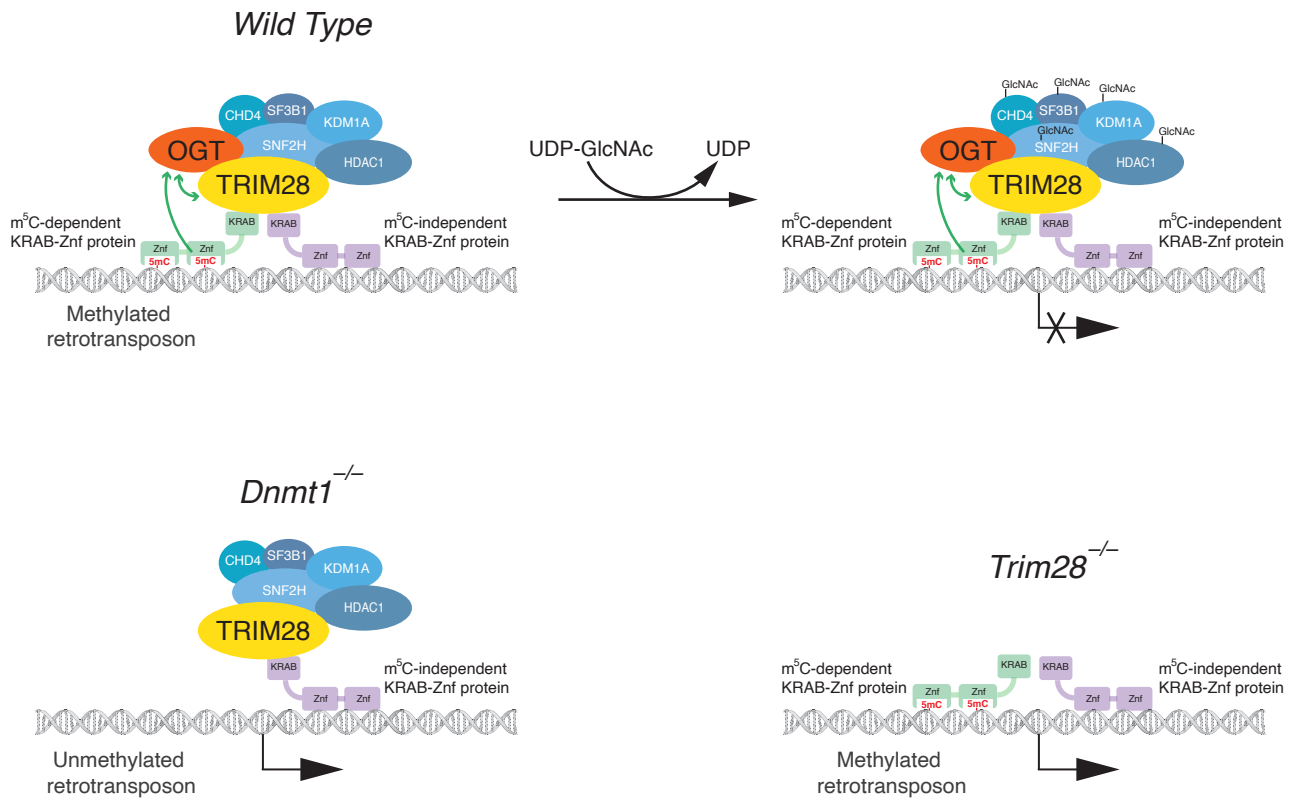 Wild Type
CHD4
SF3B1
KDM1A
SNF2H
HDAC1
OGT
TRIM28
KRAB
KRAB
m⁵C-dependent
KRAB-Znf protein
m⁵C-independent
KRAB-Znf protein
Znf
Znf
Znf
Znf
5mC
5mC
Methylated
retrotransposon
UDP-GlcNAc
UDP
GlcNAc
GlcNAc
GlcNAc
GlcNAc
GlcNAc
CHD4
SF3B1
KDM1A
SNF2H
HDAC1
OGT
TRIM28
KRAB
KRAB
m⁵C-dependent
KRAB-Znf protein
m⁵C-independent
KRAB-Znf protein
Znf
Znf
Znf
Znf
5mC
5mC
Dnmt1⁻/⁻
CHD4
SF3B1
KDM1A
SNF2H
HDAC1
TRIM28
KRAB
m⁵C-independent
KRAB-Znf protein
Znf
Znf
Unmethylated
retrotransposon
Trim28⁻/⁻
KRAB
KRAB
m⁵C-dependent
KRAB-Znf protein
m⁵C-independent
KRAB-Znf protein
Znf
Znf
Znf
Znf
5mC
5mC
Methylated
retrotransposon